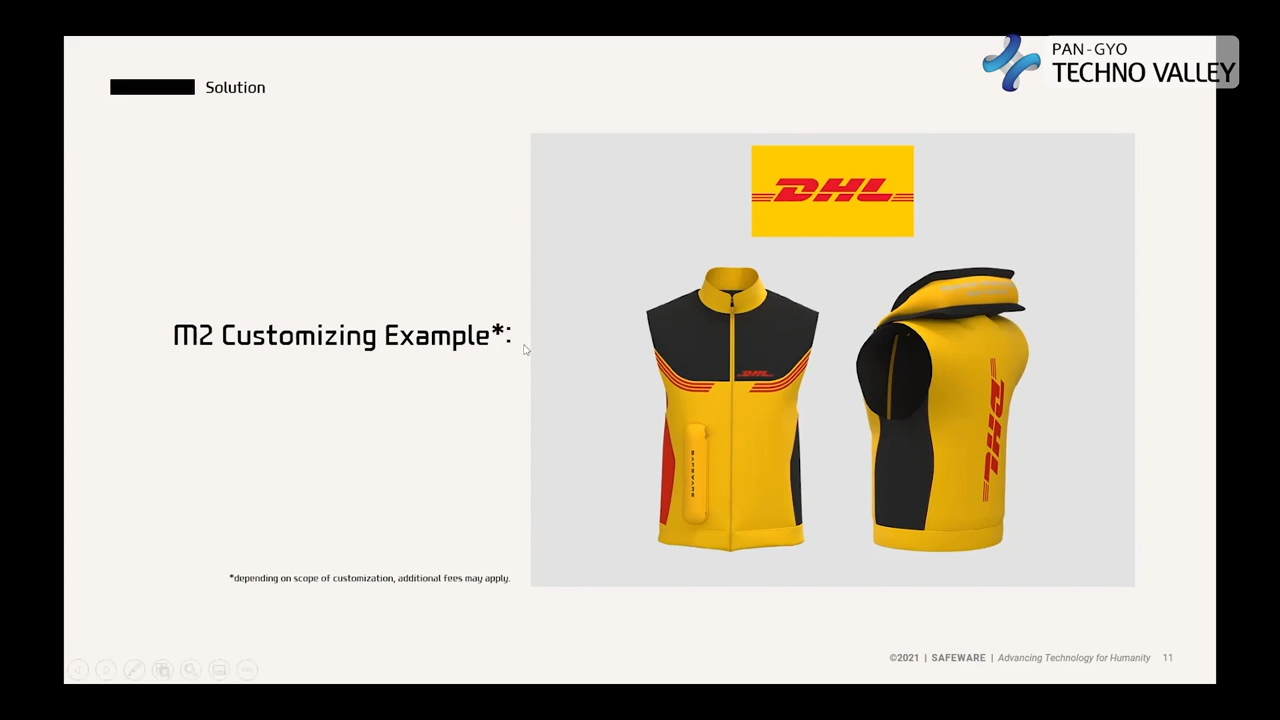 PAN-GYO
TECHNO VALLEY
Solution
DHL
M2 Customizing Example*:
DHL
SAFEWARE
DHL
*depending on scope of customization, additional fees may apply.
©2021 | SAFEWARE | Advancing Technology for Humanity 11